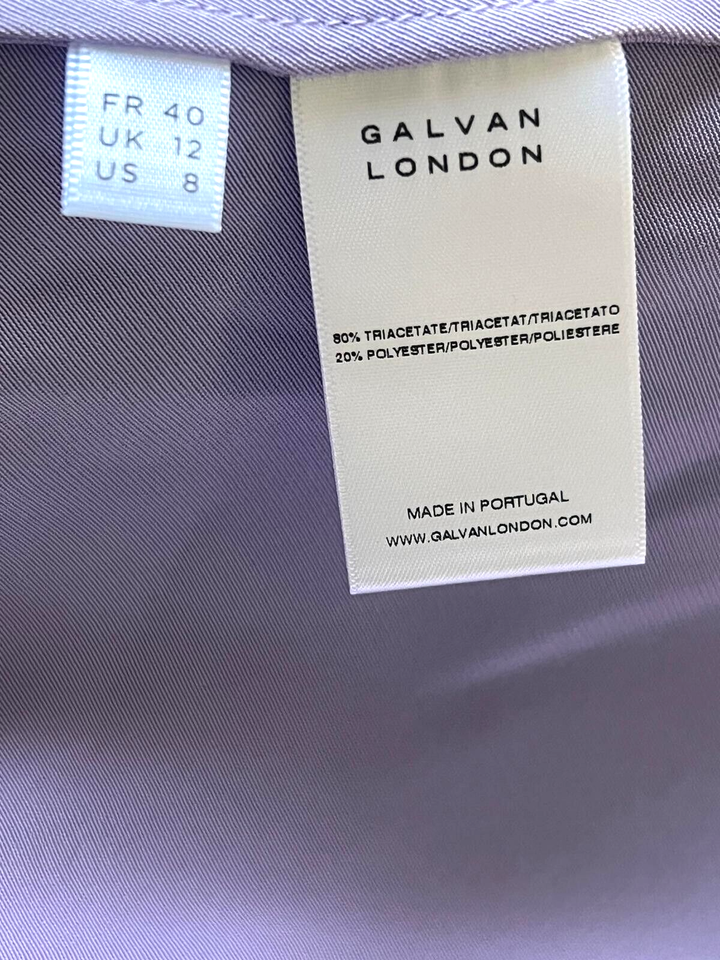 FR 40
UK 12
US 8
GALVAN
LONDON
80% TRIACETATE/TRIACETAT/TRIACETATO
20% POLYESTER/POLYESTER/POLIESTERE
MADE IN PORTUGAL
WWW.GALVANLONDON.COM